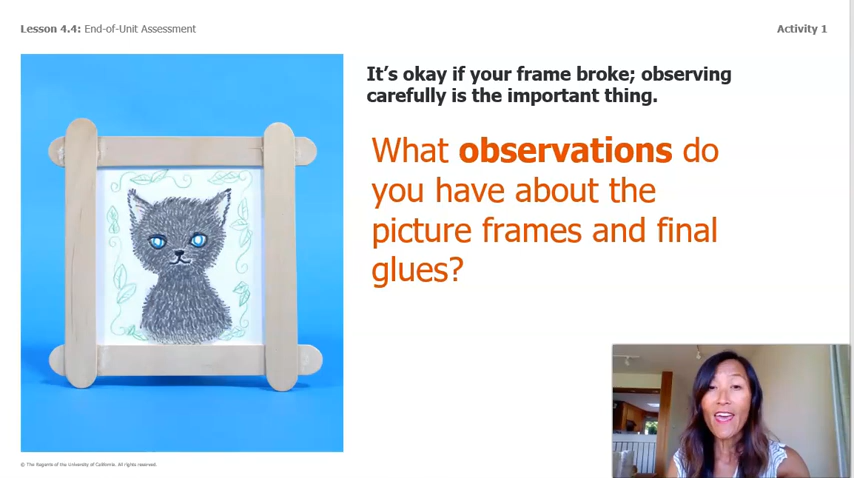 Lesson 4.4: End-of-Unit Assessment
Activity 1
It’s okay if your frame broke; observing
carefully is the important thing.
What observations do
you have about the
picture frames and final
glues?
© The Regents of the University of California. All rights reserved.